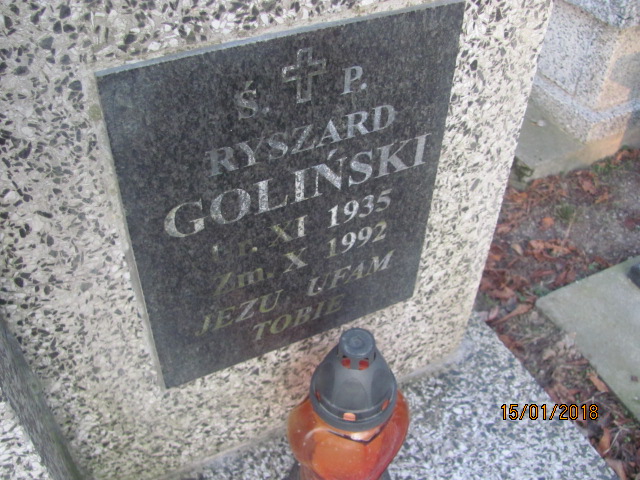 Ś. P.
RYSZARD
GOLIŃSKI
r. XI 1935
Zm. X 1992
JEZU UFAM
TOBIE
15/01/2018